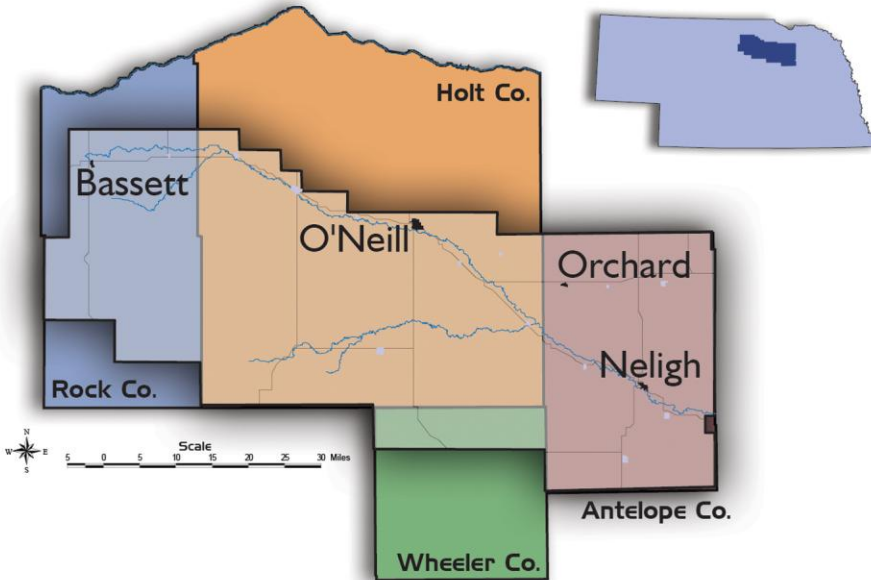 Holt Co.
Bassett
O'Neill
Orchard
Neligh
Rock Co.
N
W E
S
Scale
5 0 5 10 15 20 25 30 Miles
Antelope Co.
Wheeler Co.